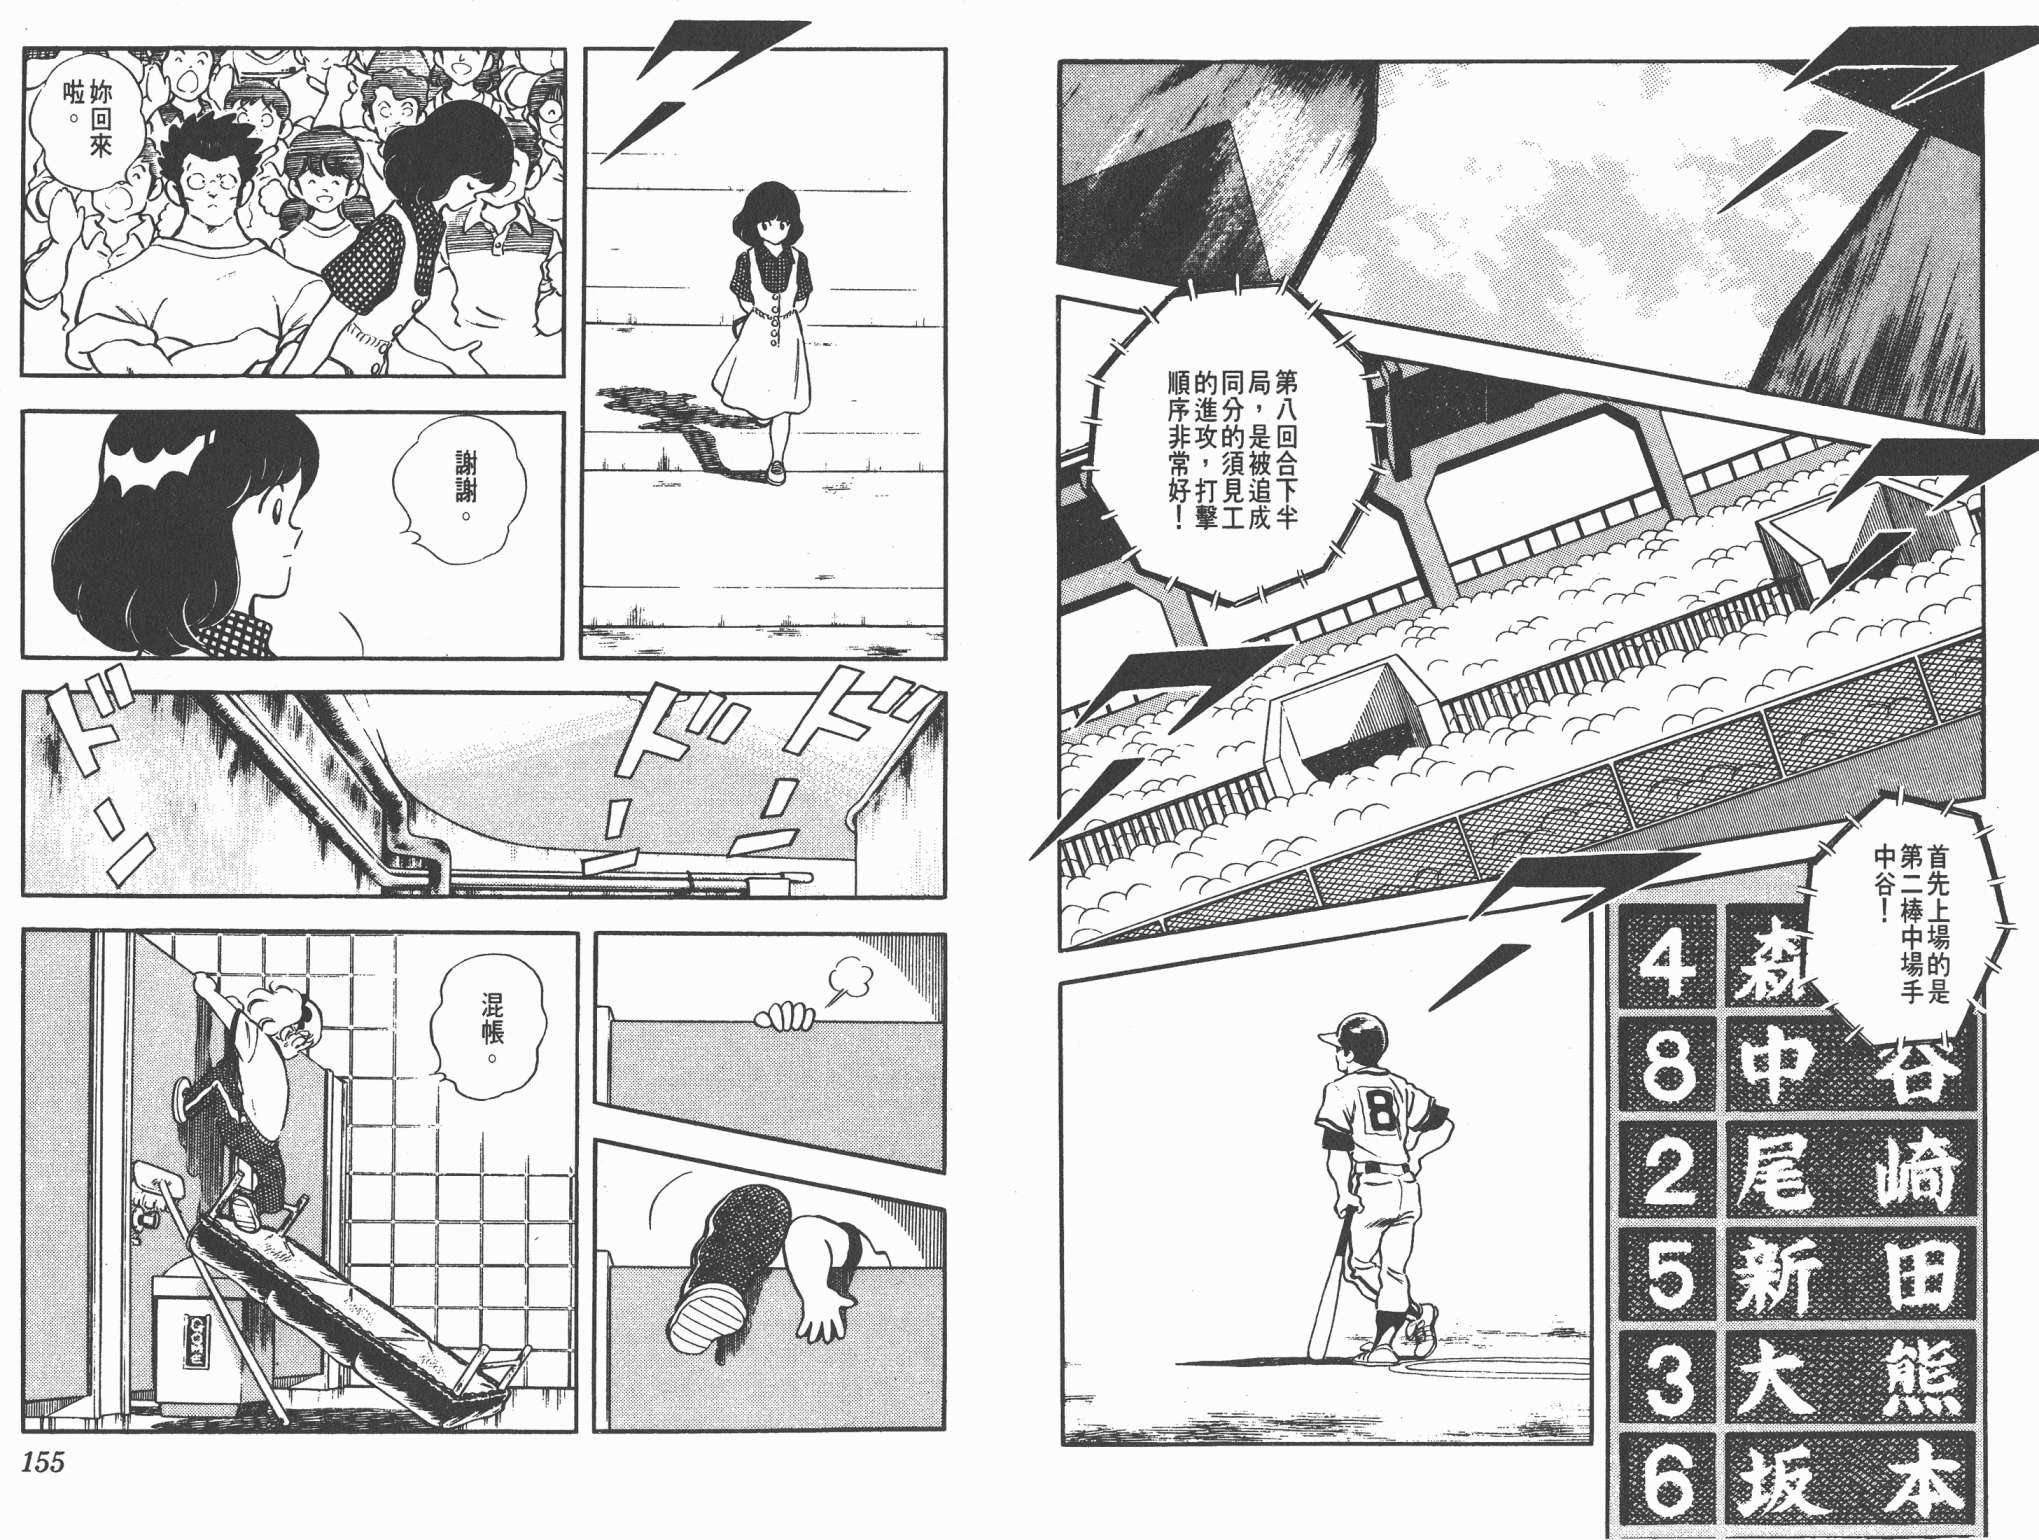 第八回合下半
局，是被追成
同分的須見工
的進攻，打擊
順序非常好！
首先上場的是
第二棒中場手
中谷！
4 森
8 中谷
2 尾崎
5 新田
3 大熊
6 坂本
8
妳回來
啦。
謝謝。
ドドド
混帳。
155